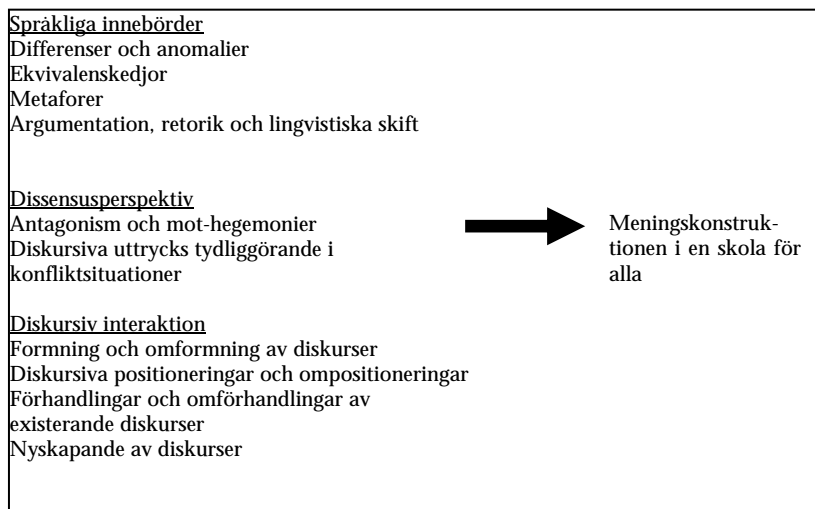 Språkliga innebörder
Differenser och anomalier
Ekvivalenskedjor
Metaforer
Argumentation, retorik och lingvistiska skift
Dissensusperspektiv
Antagonism och mot-hegemonier
Diskursiva uttrycks tydliggörande i
konfliktsituationer
Meningskonstruk-
tionen i en skola för
alla
Diskursiv interaktion
Formning och omformning av diskurser
Diskursiva positioneringar och ompositioneringar
Förhandlingar och omförhandlingar av
existerande diskurser
Nyskapande av diskurser